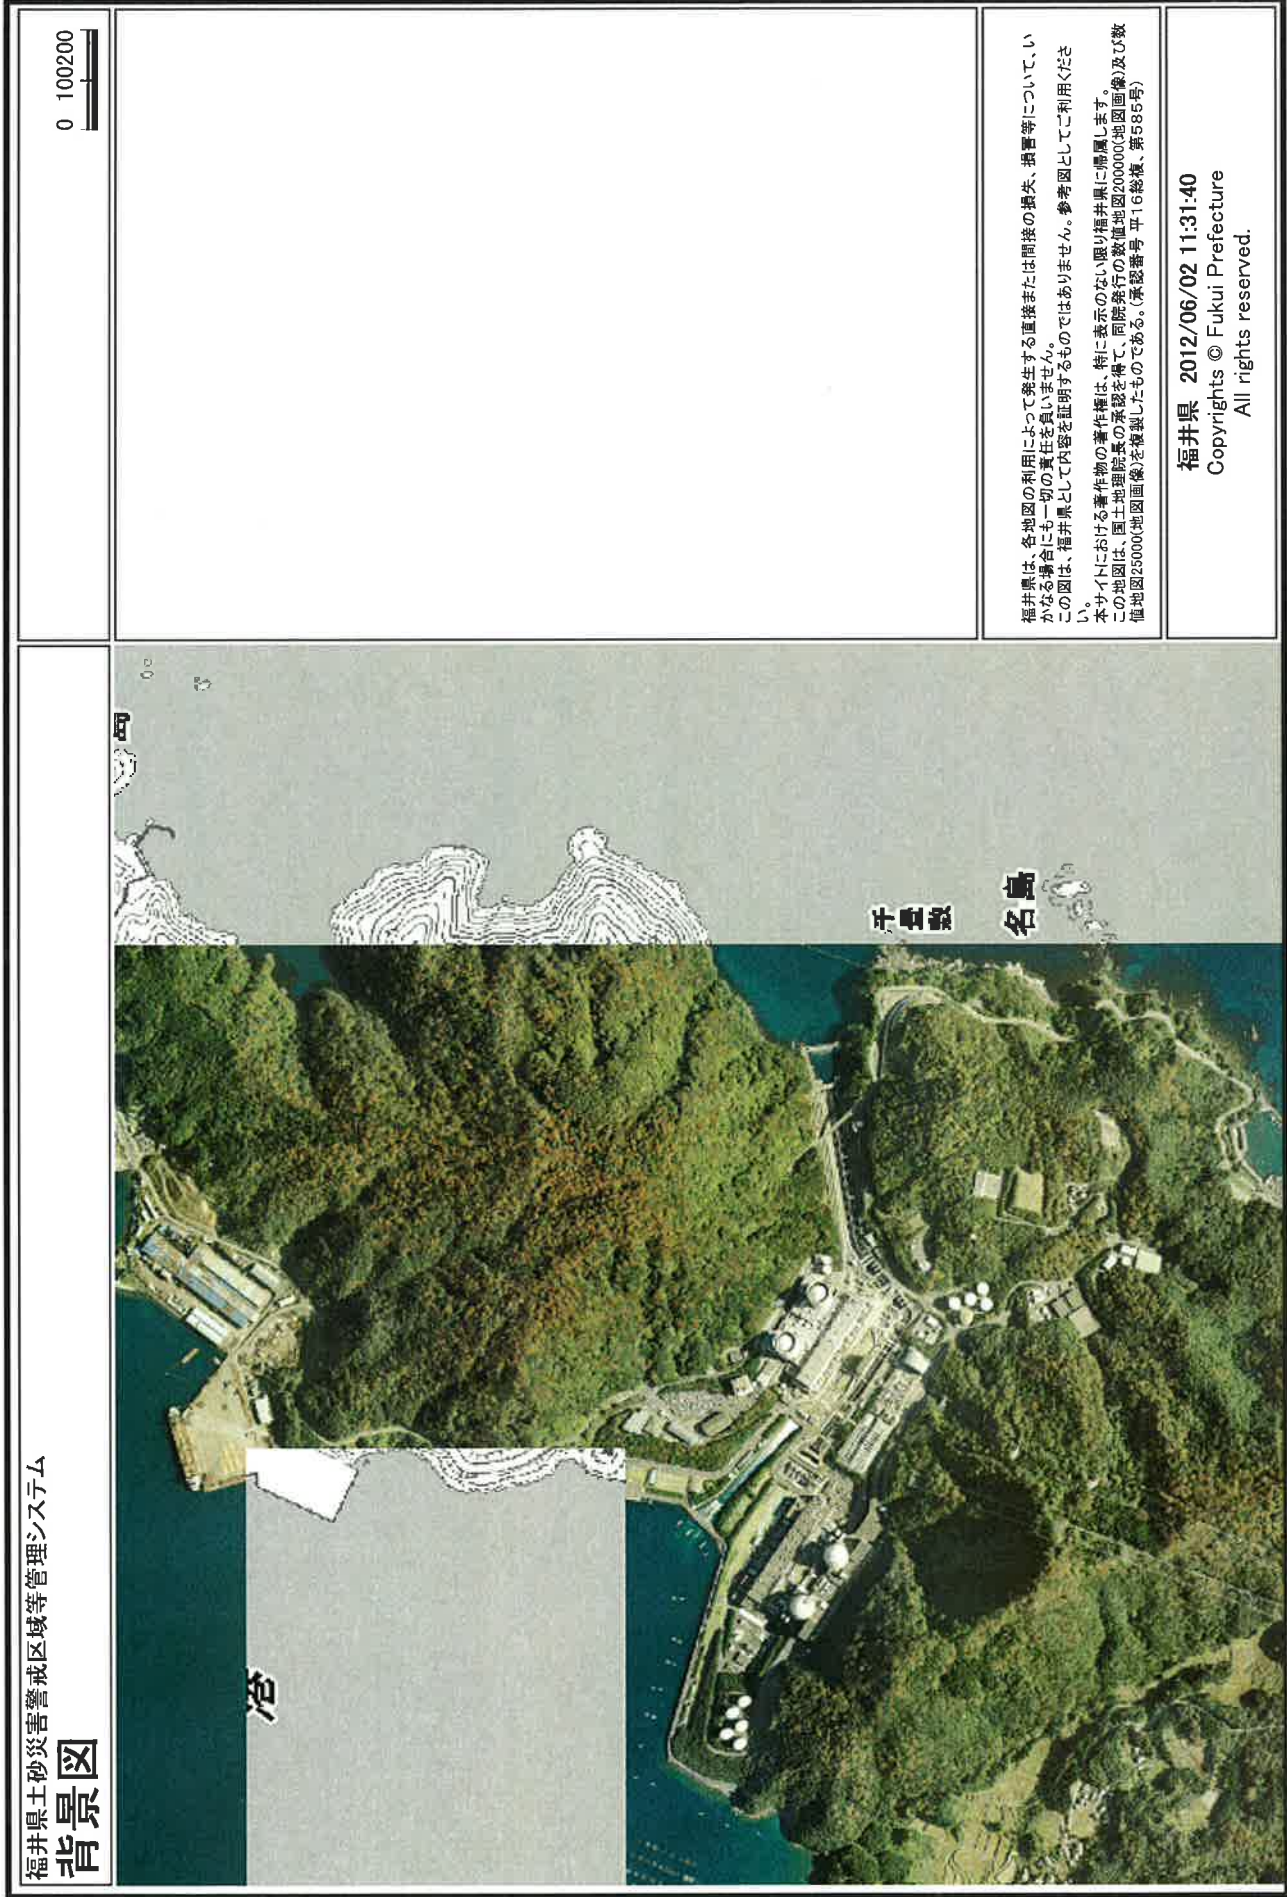 福井県土砂災害警戒区域等管理システム
背景図
0 100200
港
島
千畳敷
名島
福井県は、各地図の利用によって発生する直接または間接の損失、損害等について、い
かなる場合にも一切の責任を負いません。
この図は、福井県として内容を証明するものではありません。参考図としてご利用くださ
い。
本サイトにおける著作物の著作権は、特に表示のない限り福井県に帰属します。
この地図は、国土地理院長の承認を得て、同院発行の数値地図200000(地図画像)及び数
値地図25000(地図画像)を複製したものである。(承認番号 平16総複、第585号)
福井県 2012/06/02 11:31:40
Copyrights © Fukui Prefecture
All rights reserved.